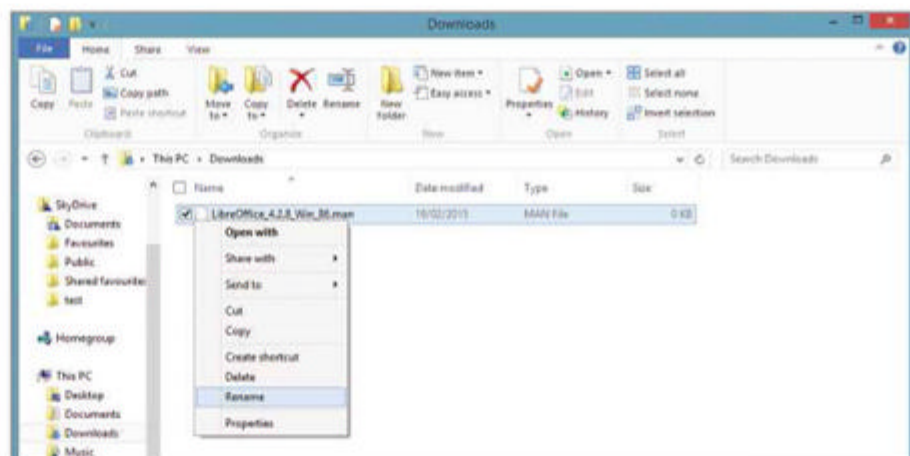 Downloads
File Home Share View
Copy Paste Cut
Copy path
Paste shortcut
Move to Copy to Delete Rename
New folder
New item
Easy access
Properties
Open
Edit
History
Select all
Select none
Invert selection
Clipboard Organise New Open Select
This PC Downloads Search Downloads
Name Date modified Type Size
LibreOffice_4.2.8_Win_86.man 18/02/2015 MAN File 0 KB
SkyDrive
Documents
Favourites
Public
Shared favourites
test
Homegroup
This PC
Desktop
Documents
Downloads
Music
Open with
Share with
Send to
Cut
Copy
Create shortcut
Delete
Rename
Properties